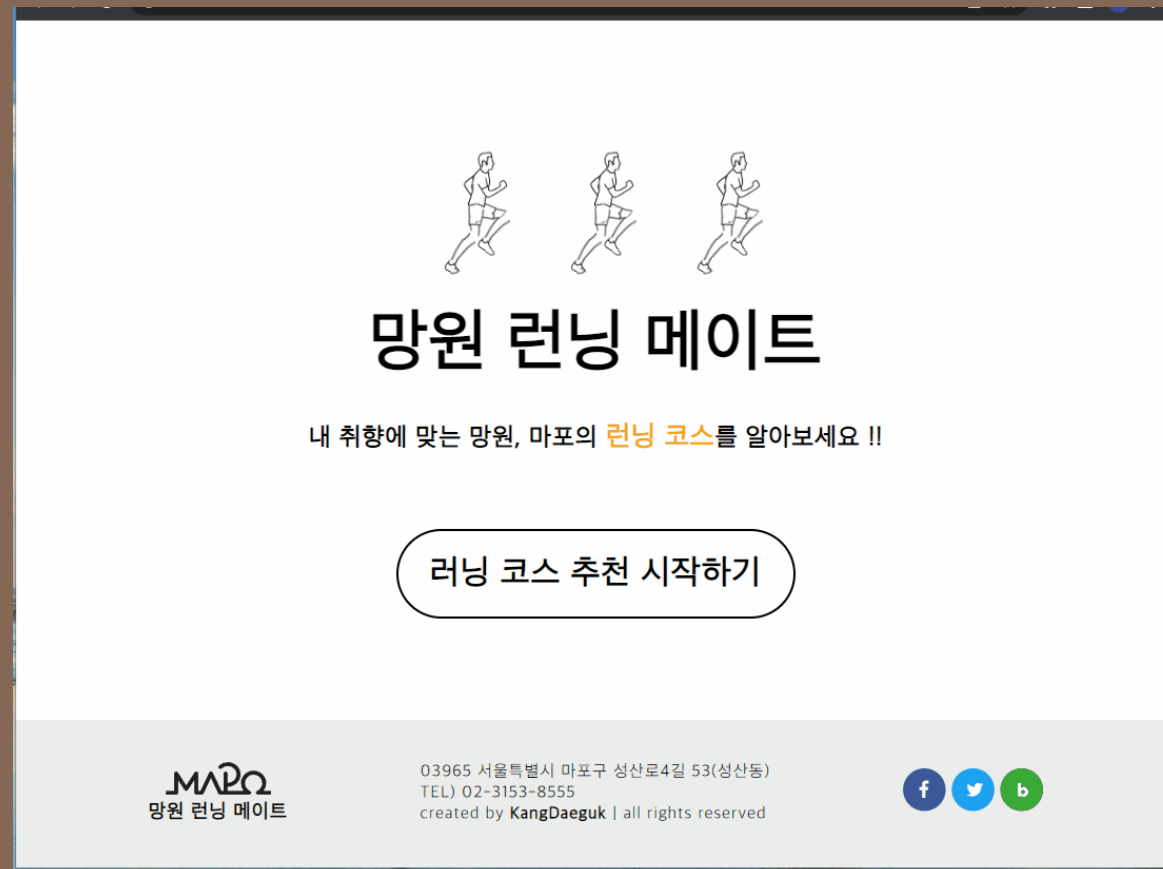 망원 런닝 메이트
내 취향에 맞는 망원, 마포의 런닝 코스를 알아보세요 !!
러닝 코스 추천 시작하기
MAPO
망원 런닝 메이트
03965 서울특별시 마포구 성산로4길 53(성산동)
TEL) 02-3153-8555
created by KangDaeguk | all rights reserved
f
b